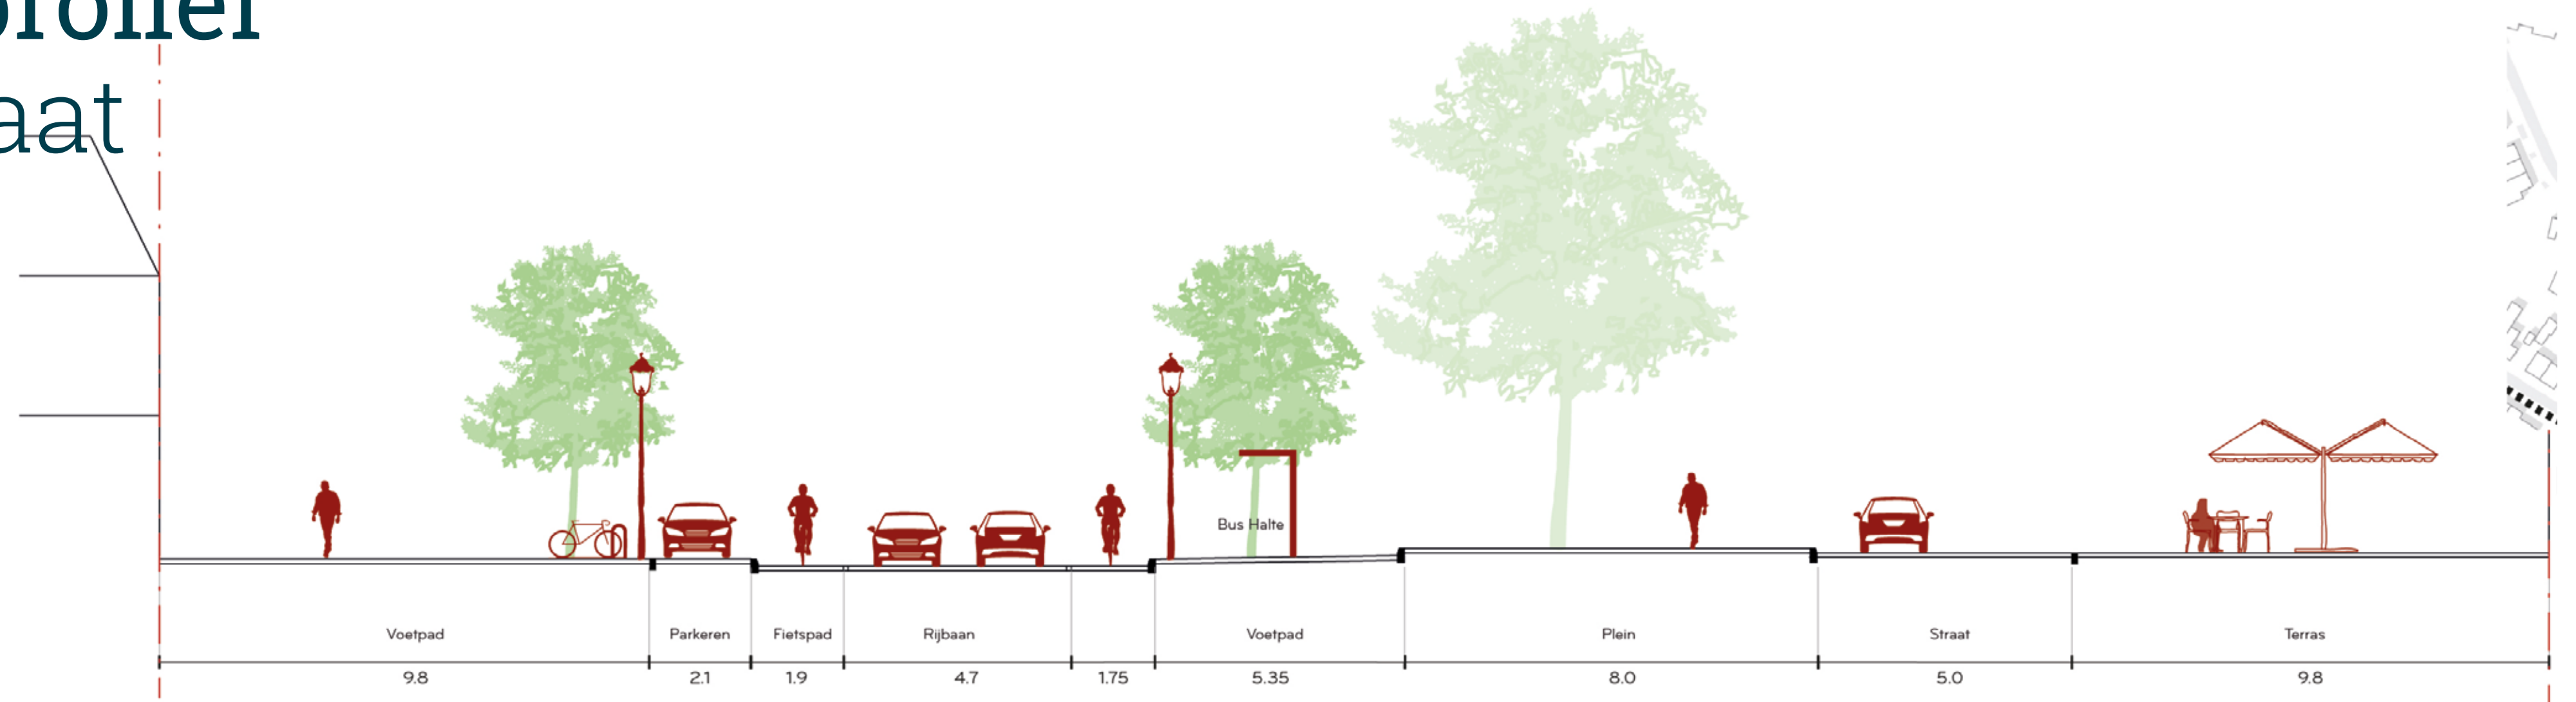 profiel
aat
Bus Halte
Voetpad Parkeren Fietspad Rijbaan Voetpad Plein Straat Terras
9.8 2.1 1.9 4.7 1.75 5.35 8.0 5.0 9.8